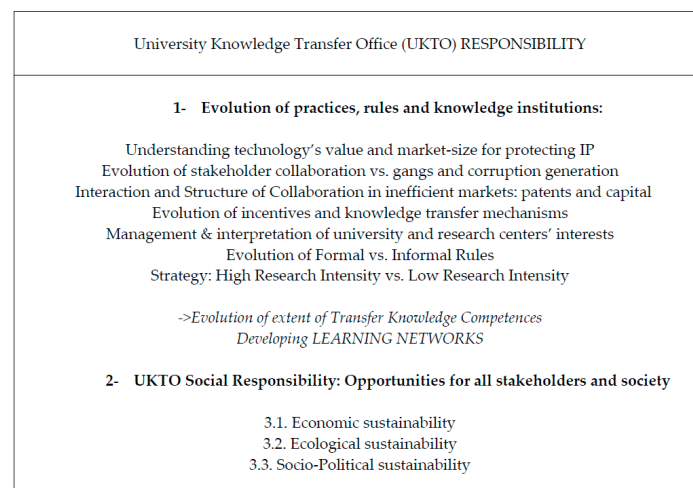 University Knowledge Transfer Office (UKTO) RESPONSIBILITY
1- Evolution of practices, rules and knowledge institutions:
Understanding technology's value and market-size for protecting IP
Evolution of stakeholder collaboration vs. gangs and corruption generation
Interaction and Structure of Collaboration in inefficient markets: patents and capital
Evolution of incentives and knowledge transfer mechanisms
Management & interpretation of university and research centers' interests
Evolution of Formal vs. Informal Rules
Strategy: High Research Intensity vs. Low Research Intensity
->Evolution of extent of Transfer Knowledge Competences
Developing LEARNING NETWORKS
2- UKTO Social Responsibility: Opportunities for all stakeholders and society
3.1. Economic sustainability
3.2. Ecological sustainability
3.3. Socio-Political sustainability